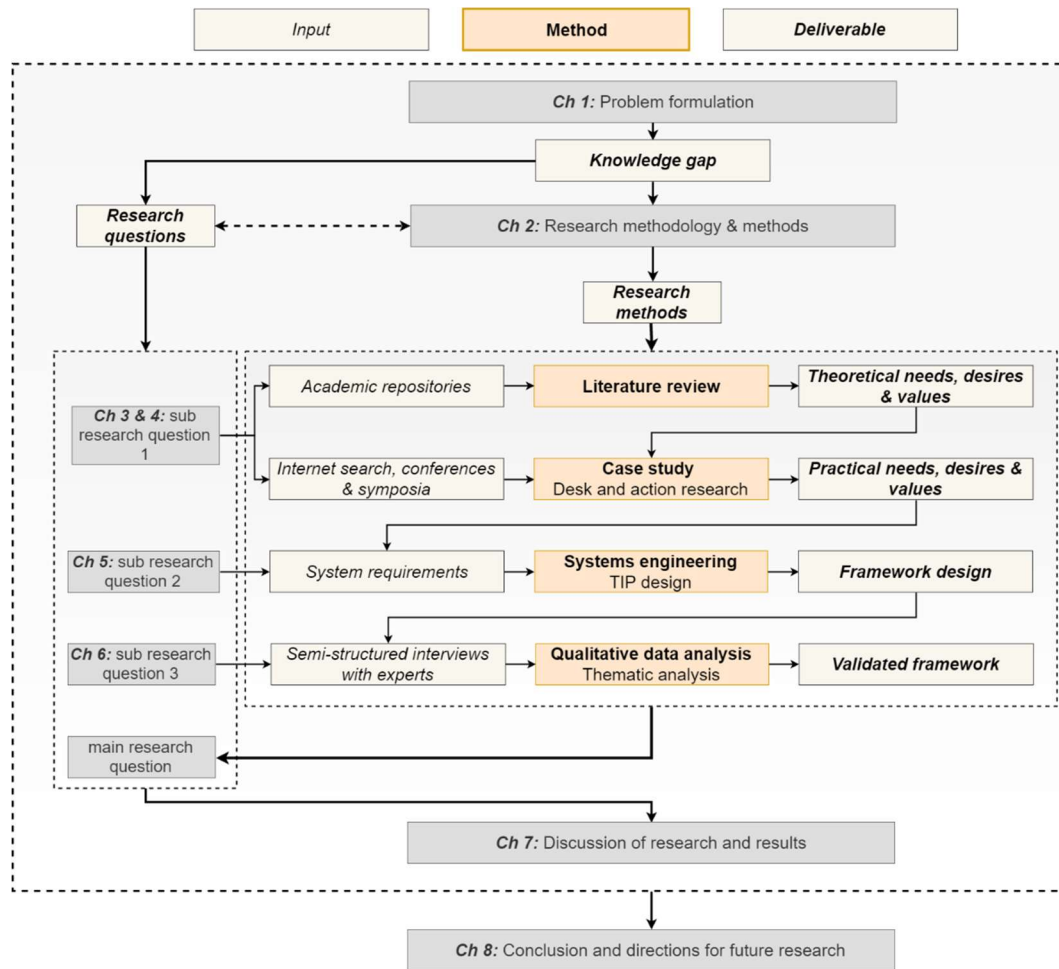 Input
Method
Deliverable
Ch 1: Problem formulation
Knowledge gap
Research
questions
Ch 2: Research methodology & methods
Research
methods
Academic repositories
Literature review
Theoretical needs, desires
& values
Ch 3 & 4: sub
research question
1
Internet search, conferences
& symposia
Case study
Desk and action research
Practical needs, desires &
values
Ch 5: sub research
question 2
System requirements
Systems engineering
TIP design
Framework design
Ch 6: sub research
question 3
Semi-structured interviews
with experts
Qualitative data analysis
Thematic analysis
Validated framework
main research
question
Ch 7: Discussion of research and results
Ch 8: Conclusion and directions for future research